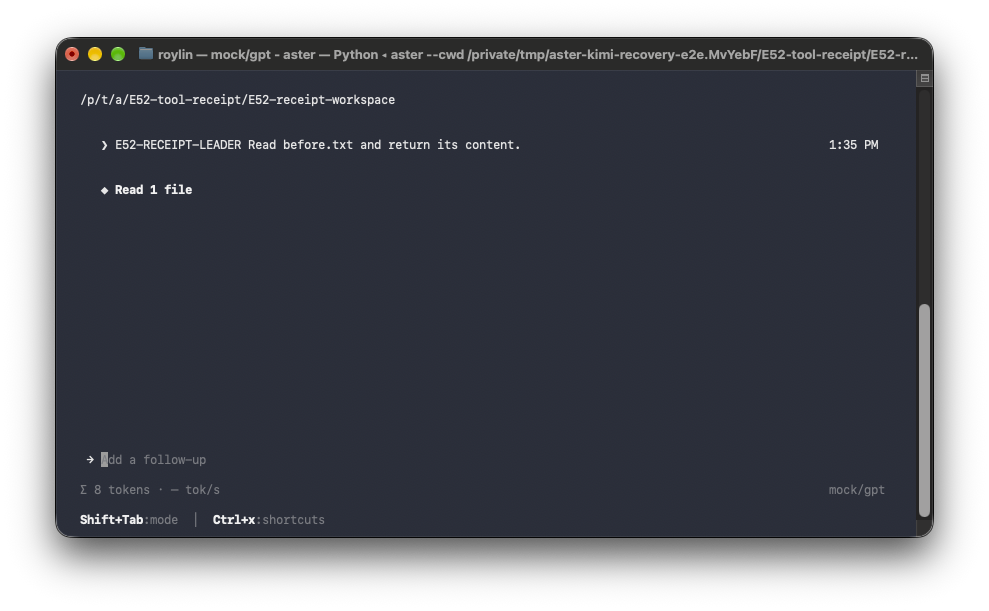 roylin — mock/gpt - aster — Python ◂ aster --cwd /private/tmp/aster-kimi-recovery-e2e.MvYebF/E52-tool-receipt/E52-r…
/p/t/a/E52-tool-receipt/E52-receipt-workspace
❯ E52-RECEIPT-LEADER Read before.txt and return its content. 1:35 PM
◆ Read 1 file
→ Add a follow-up
Σ 8 tokens · — tok/s mock/gpt
Shift+Tab:mode │ Ctrl+x:shortcuts